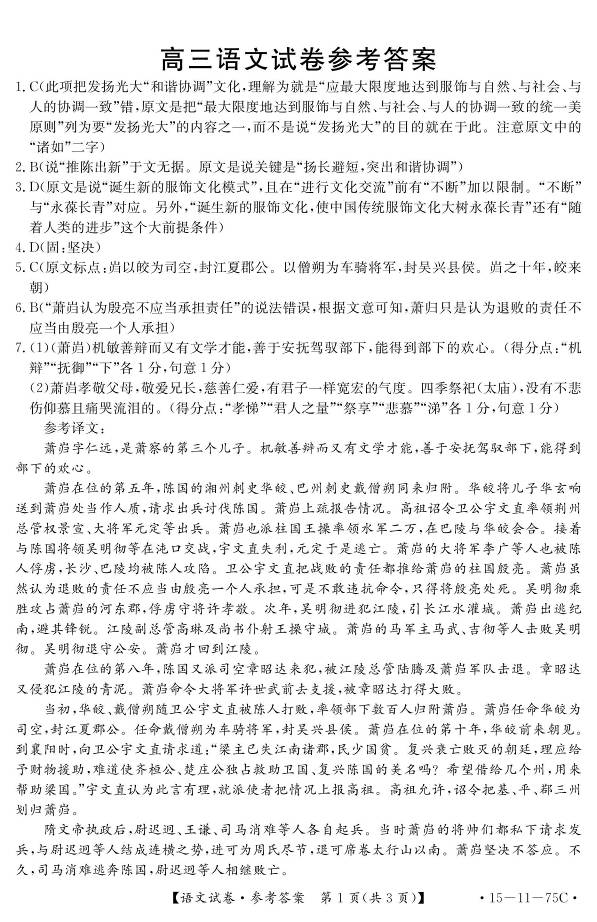 高三语文试卷参考答案
1. C(此项把发扬光大“和谐协调”文化,理解为就是“应最大限度地达到服饰与自然、与社会、与
人的协调一致”错,原文是把“最大限度地达到服饰与自然、与社会、与人的协调一致的统一美
原则”列为要“发扬光大”的内容之一,而不是说“发扬光大”的目的就在于此。注意原文中的
“诸如”二字)
2. B(说“推陈出新”于文无据。原文是说关键是“扬长避短,突出和谐协调”)
3. D(原文是说“诞生新的服饰文化模式”,且在“进行文化交流”前有“不断”加以限制。“不断”
与“永葆长青”对应。另外,“诞生新的服饰文化,使中国传统服饰文化大树永葆长青”还有“随
着人类的进步”这个大前提条件)
4. D(固:坚决)
5. C(原文标点:岿以皎为司空,封江夏郡公。以僧朔为车骑将军,封吴兴县侯。岿之十年,皎来
朝)
6. B(“萧岿认为殷亮不应当承担责任”的说法错误,根据文意可知,萧归只是认为退败的责任不
应当由殷亮一个人承担)
7. (1)(萧岿)机敏善辩而又有文学才能,善于安抚驾驭部下,能得到部下的欢心。(得分点:“机
辩”“抚御”“下”各1分,句意1分)
(2)萧岿孝敬父母,敬爱兄长,慈善仁爱,有君子一样宽宏的气度。四季祭祀(太庙),没有不悲
伤仰慕且痛哭流泪的。(得分点:“孝悌”“君人之量”“祭享”“悲慕”“涕”各1分,句意1分)
参考译文:
萧岿字仁远,是萧察的第三个儿子。机敏善辩而又有文学才能,善于安抚驾驭部下,能得到
部下的欢心。
萧岿在位的第五年,陈国的湘州刺史华皎、巴州刺史戴僧朔同来归附。华皎将儿子华玄响
送到萧岿处当作人质,请求出兵讨伐陈国。萧岿上疏报告情况。高祖诏令卫公宇文直率领荆州
总管权景宣、大将军元定等出兵。萧岿也派柱国王操率领水军二万,在巴陵与华皎会合。接着
与陈国将领吴明彻等在沌口交战,宇文直失利,元定于是逃亡。萧岿的大将军李广等人也被陈
人俘虏,长沙、巴陵均被陈人攻陷。卫公宇文直把战败的责任都推给萧岿的柱国殷亮。萧岿虽
然认为退败的责任不应当由殷亮一个人承担,可是不敢违抗命令,只得将殷亮处死。吴明彻乘
胜攻占萧岿的河东郡,俘虏守将许孝敬。次年,吴明彻进犯江陵,引长江水灌城。萧岿出逃纪
南,避其锋锐。江陵副总管高琳及尚书仆射王操守城。萧岿的马军主马武、吉彻等人击败吴明
彻。吴明彻退守公安。萧岿才回到江陵。
萧岿在位的第八年,陈国又派司空章昭达来犯,被江陵总管陆腾及萧岿军队击退。章昭达
又侵犯江陵的青泥。萧岿命令大将军许世武前去支援,被章昭达打得大败。
当初,华皎、戴僧朔随卫公宇文直被陈人打败,率领部下数百人归附萧岿。萧岿任命华皎为
司空,封江夏郡公。任命戴僧朔为车骑将军,封吴兴县侯。萧岿在位的第十年,华皎前来朝见。
到襄阳时,向卫公宇文直请求道:“梁主已失江南诸郡,民少国贫。复兴衰亡败灭的朝廷,理应给
予财物援助,难道使齐桓公、楚庄公独占救助卫国、复兴陈国的美名吗?希望借给几个州,用来
帮助梁国。”宇文直认为此言有理,就派使者把情况上报高祖。高祖允许,诏令把基、平、鄀三州
划归萧岿。
隋文帝执政后,尉迟迥、王谦、司马消难等人各自起兵。当时萧岿的将帅们都私下请求发
兵,与尉迟迥等人结成连横之势,进可为周氏尽节,退可席卷太行山以南。萧岿坚决不答应。不
久,司马消难逃奔陈国,尉迟迥等人相继败亡。
【语文试卷·参考答案 第1页(共3页)】 ·15-11-75C·